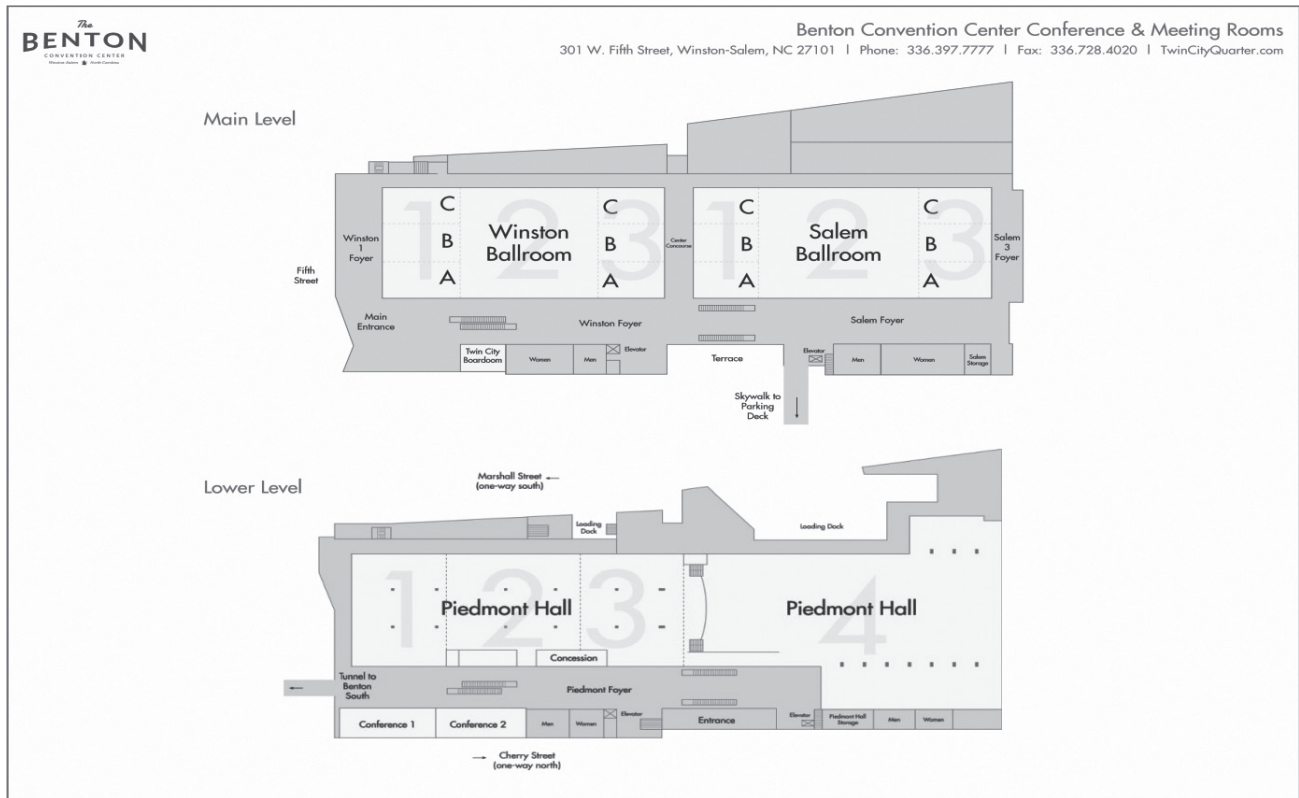 The
BENTON
CONVENTION CENTER
Winston Salem North Carolina
Benton Convention Center Conference & Meeting Rooms
301 W. Fifth Street, Winston-Salem, NC 27101 | Phone: 336.397.7777 | Fax: 336.728.4020 | TwinCityQuarter.com
Main Level
1 2 3
C C
B B
A A
Winston
Ballroom
1 2 3
C C
B B
A A
Salem
Ballroom
Winston
1
Foyer
Center
Concourse
Salem
3
Foyer
Fifth
Street
Main
Entrance
Winston Foyer
Salem Foyer
Twin City
Boardoom
Women
Men
Elevator
Terrace
Elevator
Men
Women
Salem
Storage
Skywalk to
Parking
Deck
Lower Level
Marshall Street
(one-way south)
Loading
Dock
Loading Dock
1 2 3
Piedmont Hall
4
Piedmont Hall
Concession
Tunnel to
Benton
South
Piedmont Foyer
Conference 1
Conference 2
Men
Women
Elevator
Entrance
Elevator
Piedmont Hall
Storage
Men
Women
Cherry Street
(one-way north)